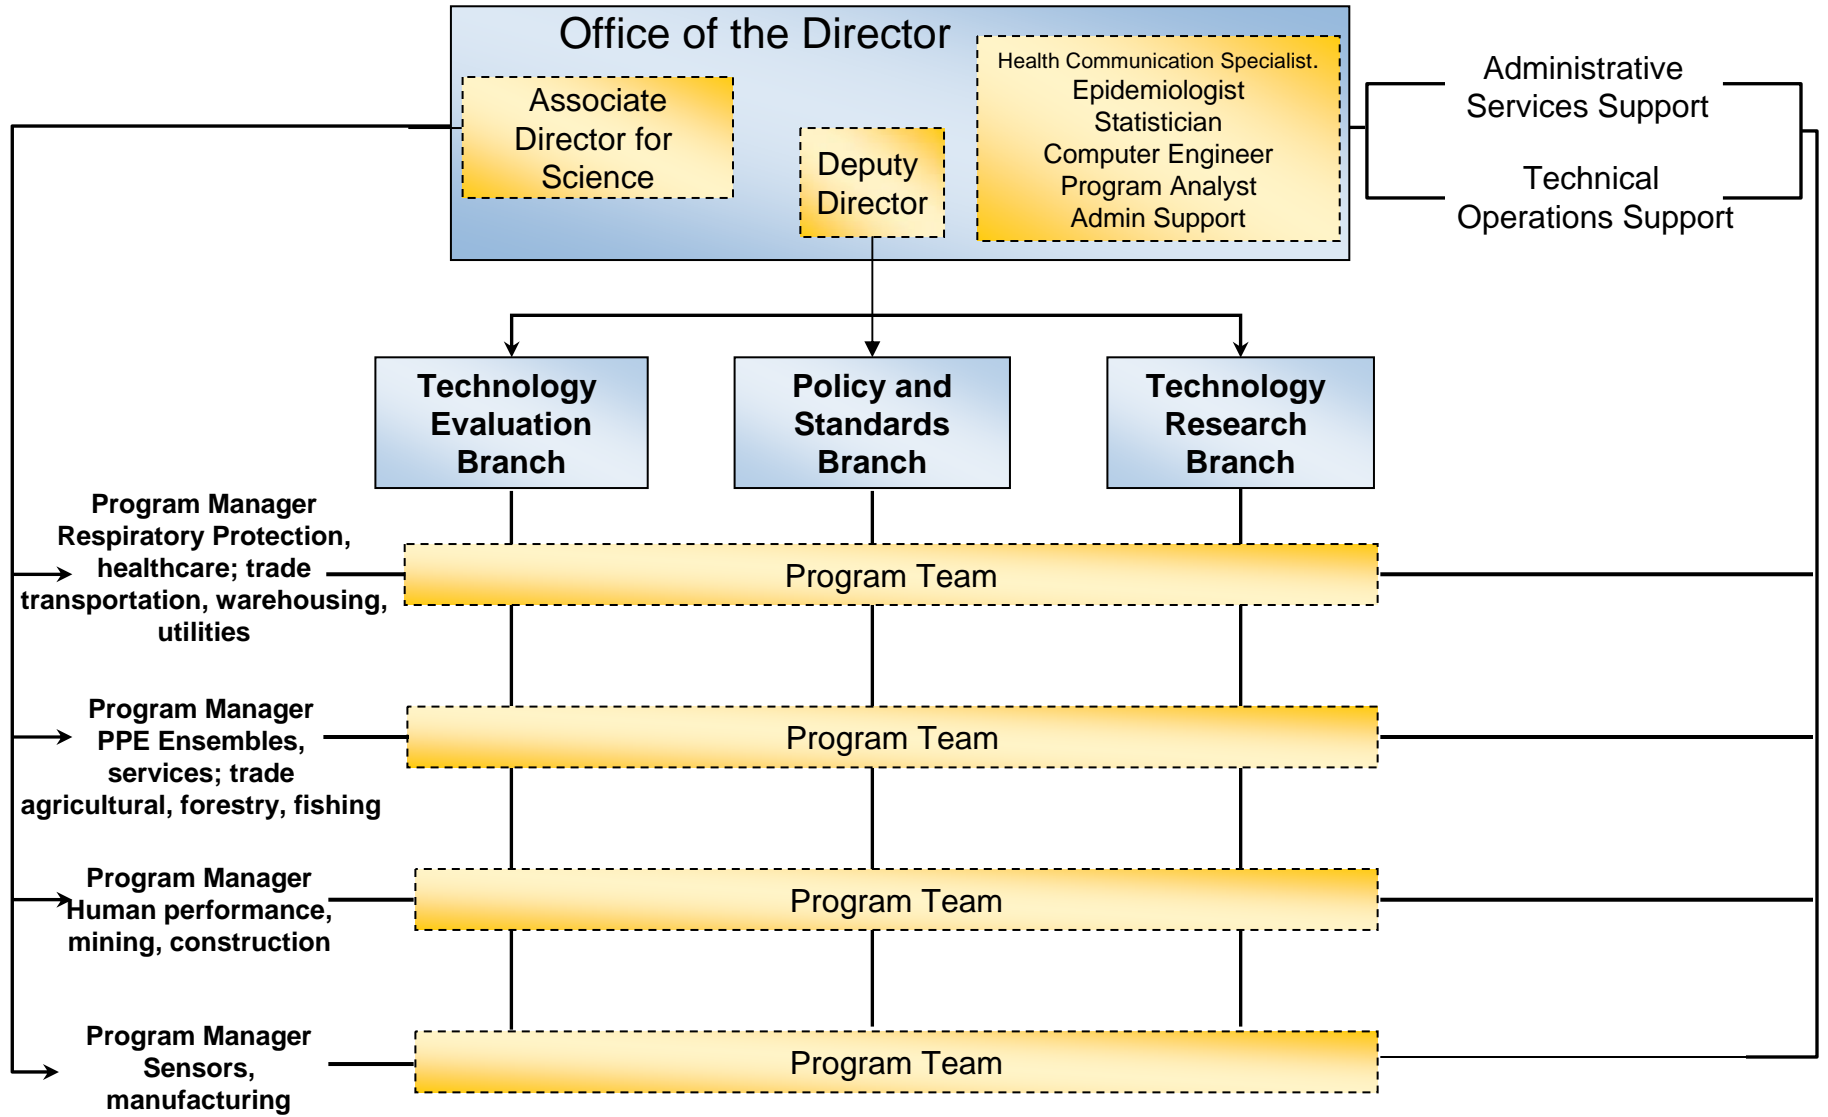 Office of the Director
Associate
Director for
Science
Deputy
Director
Health Communication Specialist.
Epidemiologist
Statistician
Computer Engineer
Program Analyst
Admin Support
Administrative
Services Support
Technical
Operations Support
Technology
Evaluation
Branch
Policy and
Standards
Branch
Technology
Research
Branch
Program Manager
Respiratory Protection,
healthcare; trade
transportation, warehousing,
utilities
Program Team
Program Manager
PPE Ensembles,
services; trade
agricultural, forestry, fishing
Program Team
Program Manager
Human performance,
mining, construction
Program Team
Program Manager
Sensors,
manufacturing
Program Team